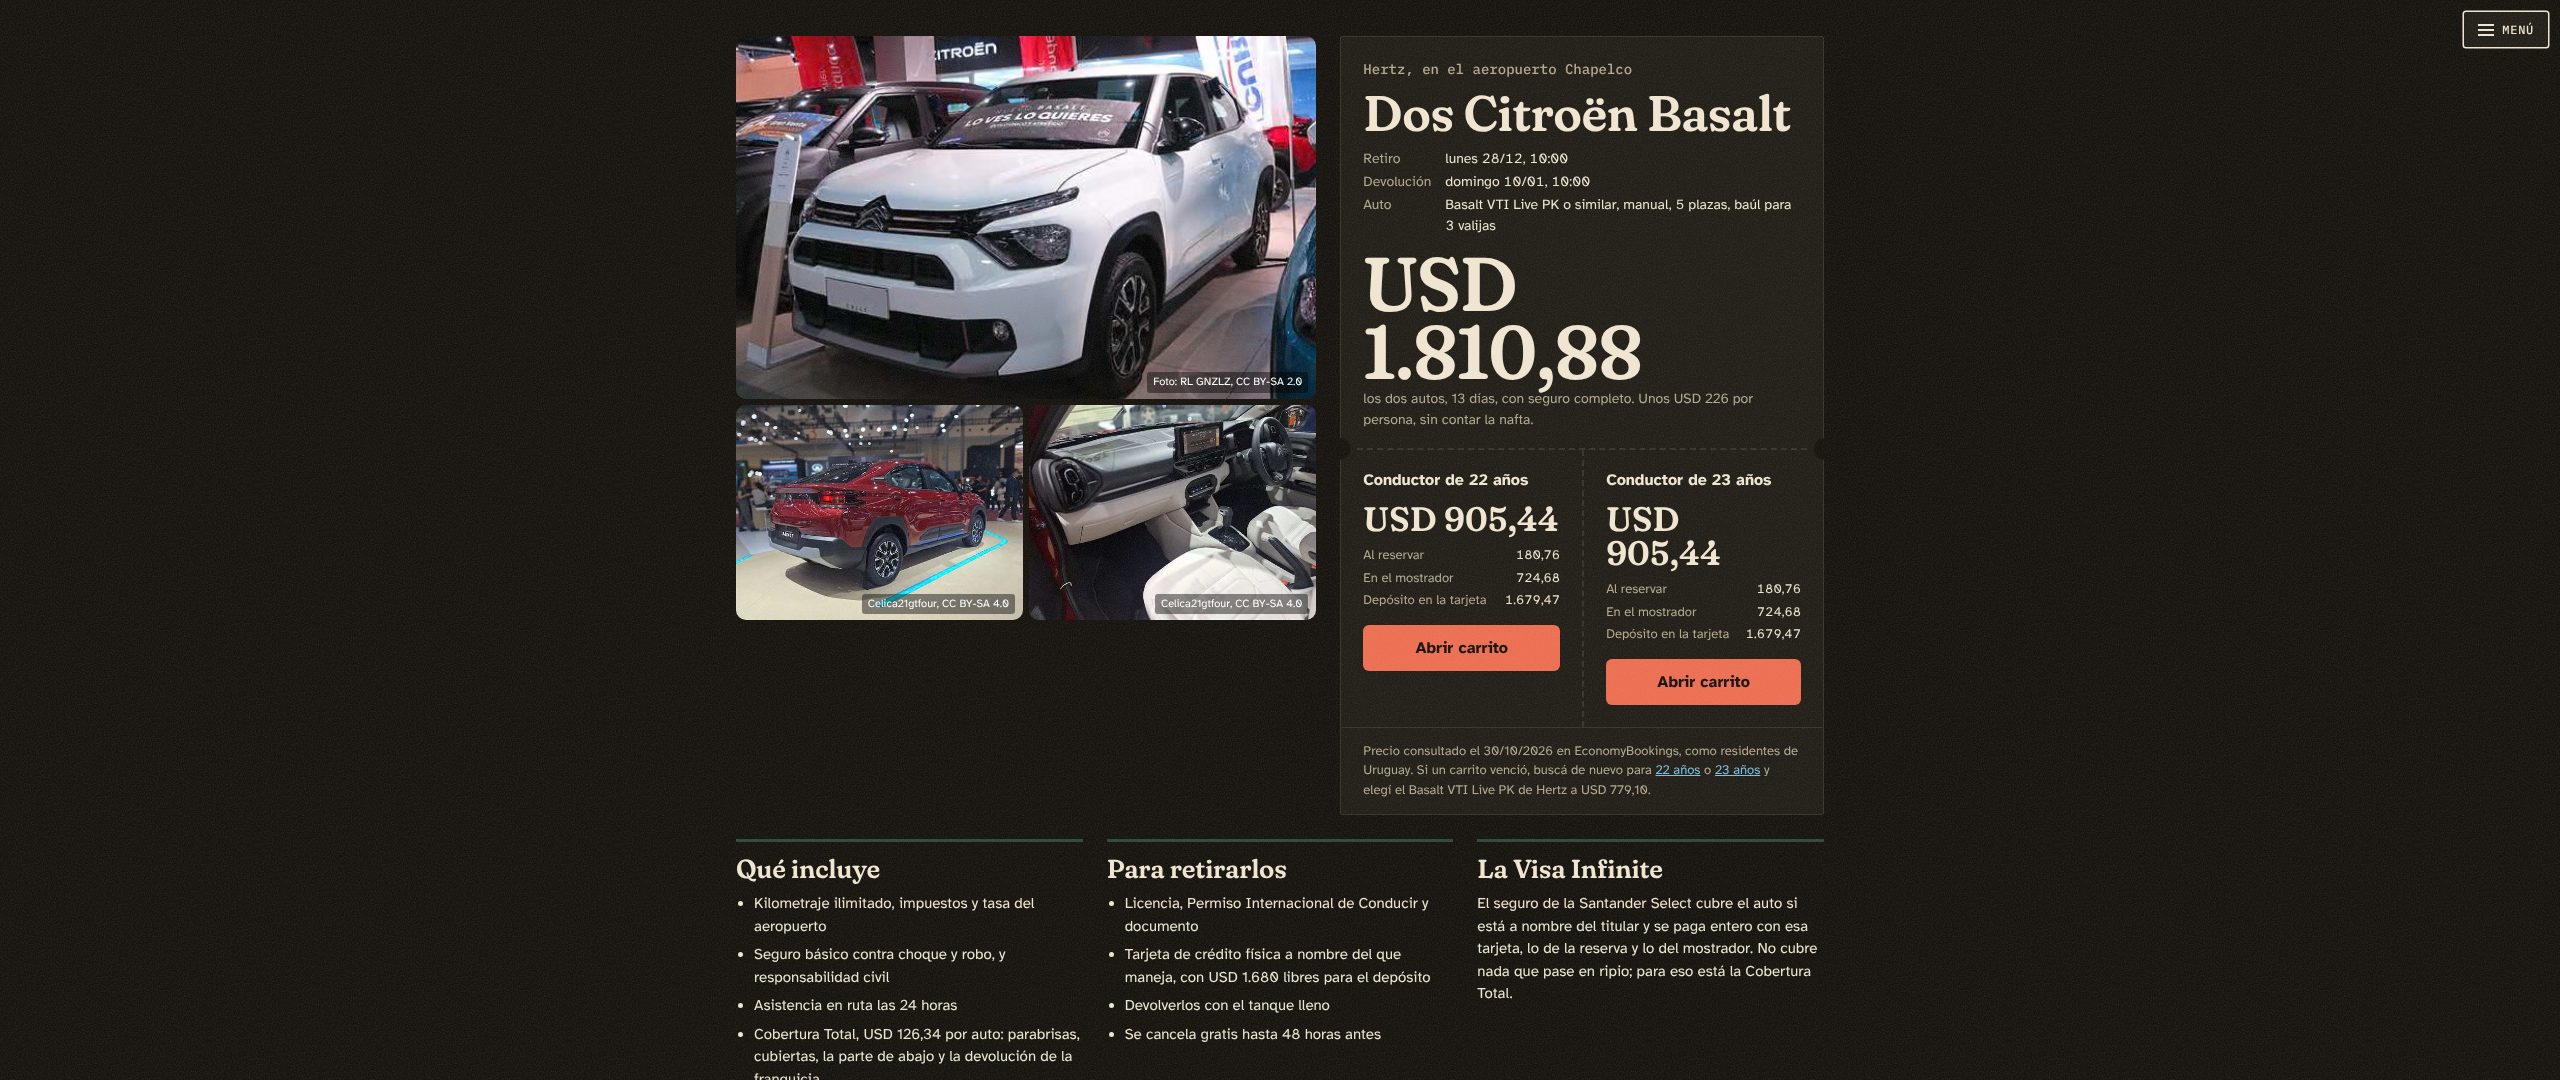 MENÚ
CITROËN
BASALT
LO VES LO QUIERES
Foto: RL GNZLZ, CC BY-SA 2.0
Celica21gtfour, CC BY-SA 4.0
Celica21gtfour, CC BY-SA 4.0
Hertz, en el aeropuerto Chapelco
Dos Citroën Basalt
Retiro lunes 28/12, 10:00
Devolución domingo 10/01, 10:00
Auto Basalt VTI Live PK o similar, manual, 5 plazas, baúl para
3 valijas
USD
1.810,88
los dos autos, 13 días, con seguro completo. Unos USD 226 por
persona, sin contar la nafta.
Conductor de 22 años
USD 905,44
Al reservar 180,76
En el mostrador 724,68
Depósito en la tarjeta 1.679,47
Abrir carrito
Conductor de 23 años
USD
905,44
Al reservar 180,76
En el mostrador 724,68
Depósito en la tarjeta 1.679,47
Abrir carrito
Precio consultado el 30/10/2026 en EconomyBookings, como residentes de
Uruguay. Si un carrito venció, buscá de nuevo para 22 años o 23 años y
elegí el Basalt VTI Live PK de Hertz a USD 779,10.
Qué incluye
Kilometraje ilimitado, impuestos y tasa del
aeropuerto
Seguro básico contra choque y robo, y
responsabilidad civil
Asistencia en ruta las 24 horas
Cobertura Total, USD 126,34 por auto: parabrisas,
cubiertas, la parte de abajo y la devolución de la
franquicia
Para retirarlos
Licencia, Permiso Internacional de Conducir y
documento
Tarjeta de crédito física a nombre del que
maneja, con USD 1.680 libres para el depósito
Devolverlos con el tanque lleno
Se cancela gratis hasta 48 horas antes
La Visa Infinite
El seguro de la Santander Select cubre el auto si
está a nombre del titular y se paga entero con esa
tarjeta, lo de la reserva y lo del mostrador. No cubre
nada que pase en ripio; para eso está la Cobertura
Total.